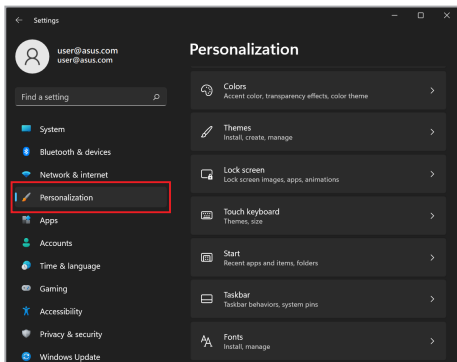 Settings
user@asus.com
user@asus.com
Find a setting
System
Bluetooth & devices
Network & internet
Personalization
Apps
Accounts
Time & language
Gaming
Accessibility
Privacy & security
Windows Update
Personalization
Colors
Accent color, transparency effects, color theme
Themes
Install, create, manage
Lock screen
Lock screen images, apps, animations
Touch keyboard
Themes, size
Start
Recent apps and items, folders
Taskbar
Taskbar behaviors, system pins
Fonts
Install, manage